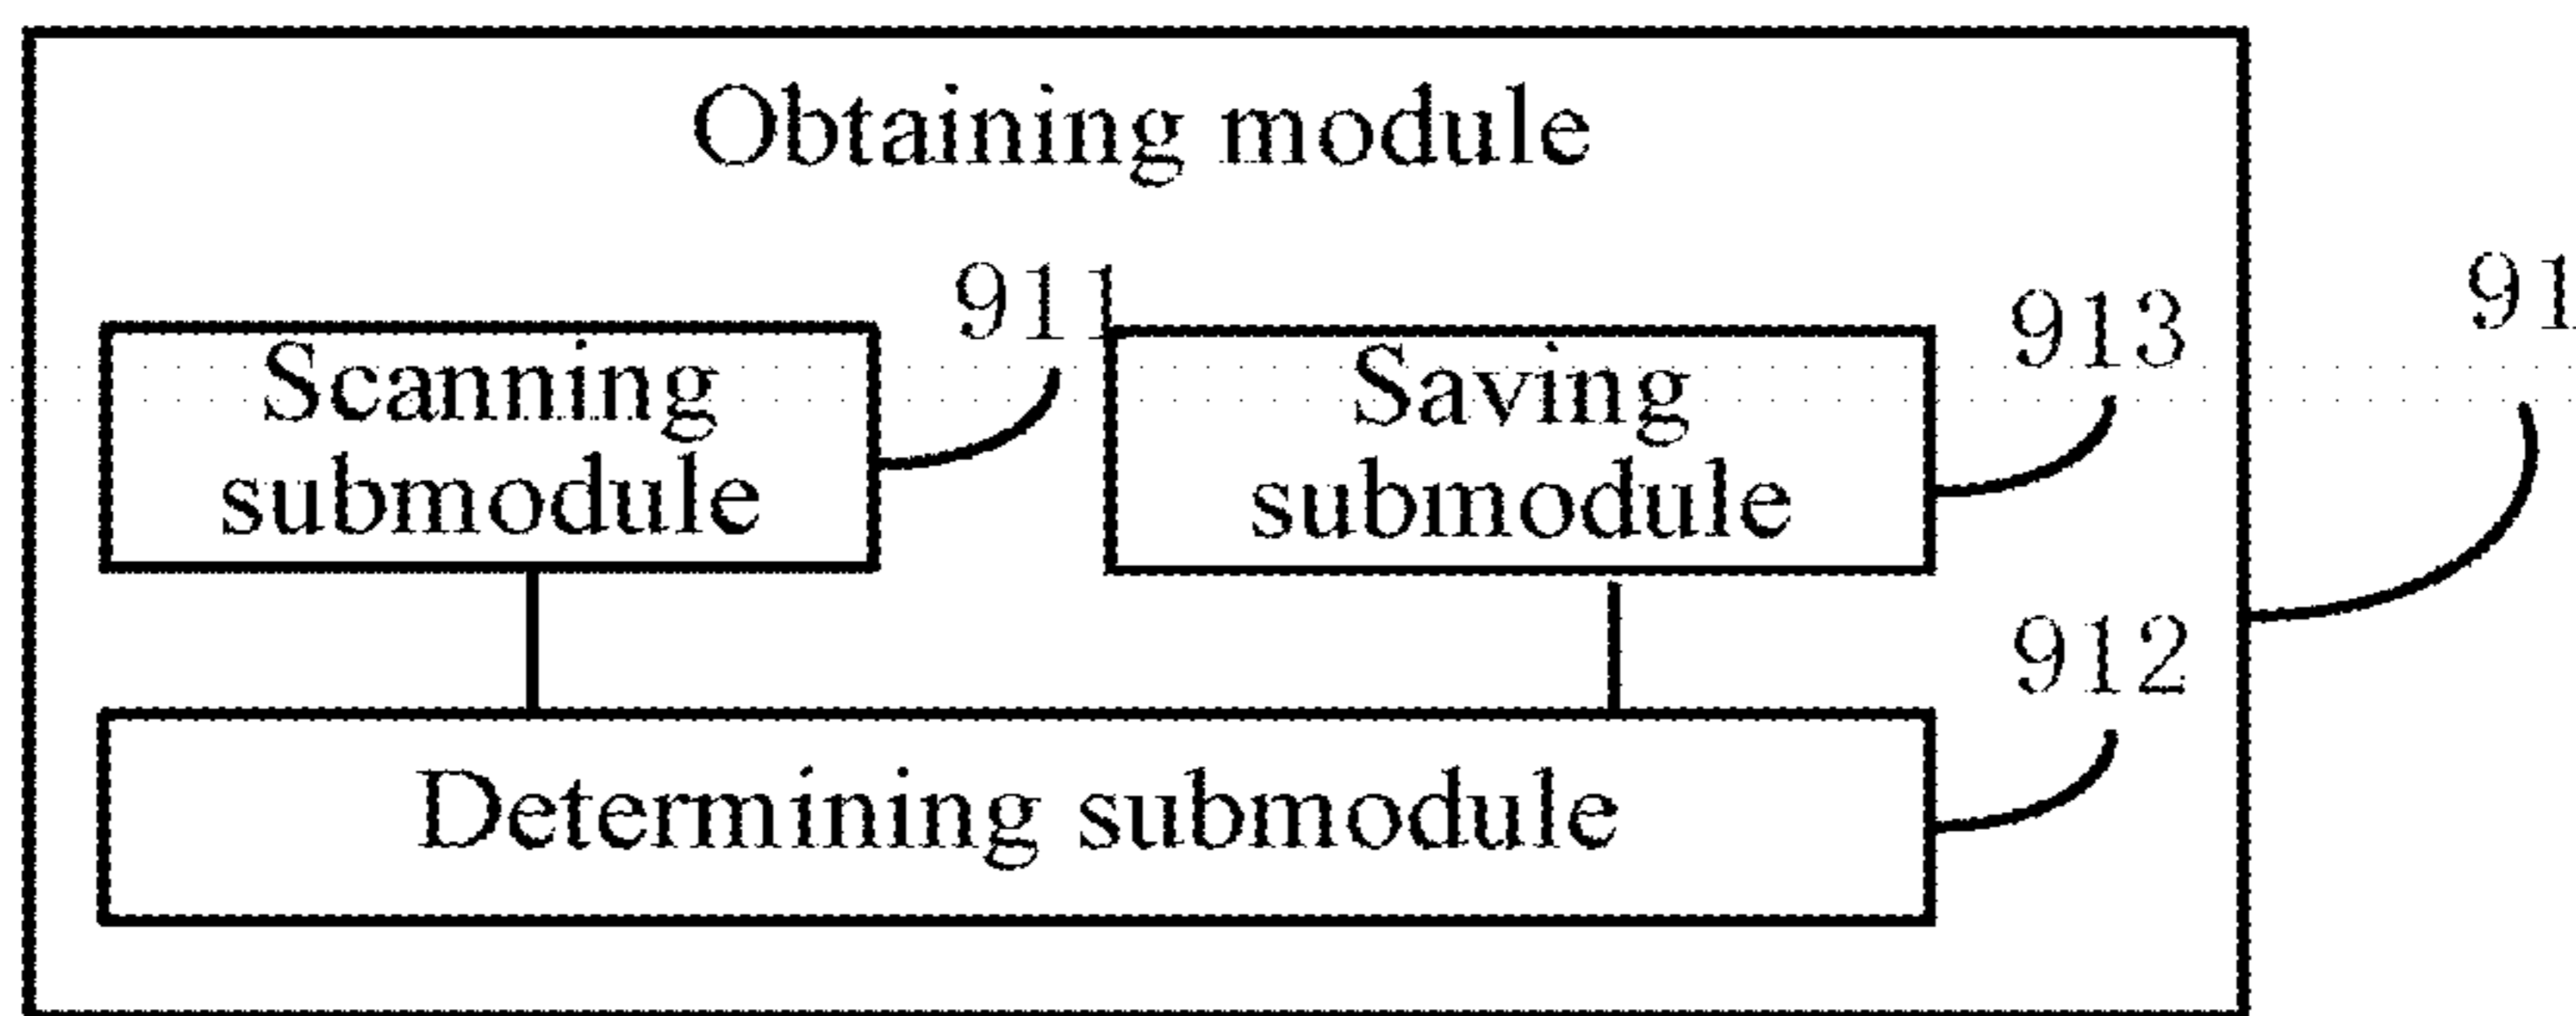 Obtaining module
911
913
91
Scanning
submodule
Saving
submodule
912
Determining submodule